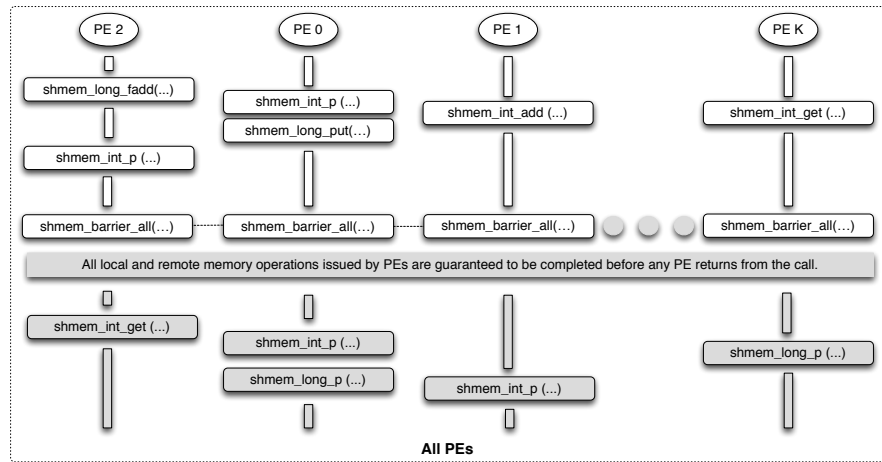 PE 2
PE 0
PE 1
PE K
shmem_long_fadd(...)
shmem_int_p (...)
shmem_int_add (...)
shmem_int_get (...)
shmem_long_put(...)
shmem_int_p (...)
shmem_barrier_all(...)
shmem_barrier_all(...)
shmem_barrier_all(...)
shmem_barrier_all(...)
All local and remote memory operations issued by PEs are guaranteed to be completed before any PE returns from the call.
shmem_int_get (...)
shmem_int_p (...)
shmem_long_p (...)
shmem_long_p (...)
shmem_int_p (...)
All PEs